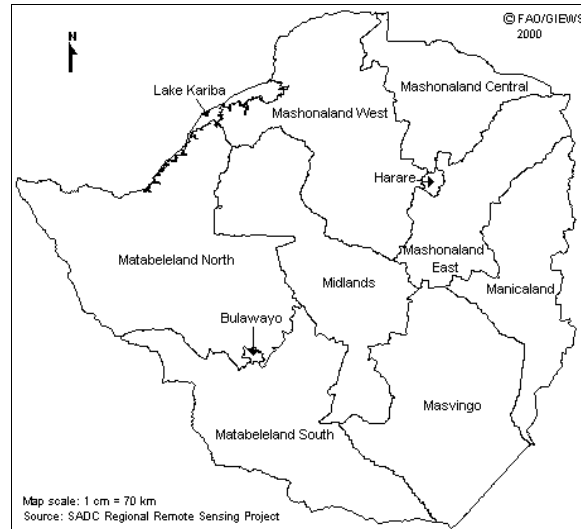 © FAO/GIEWS
2000
N
Lake Kariba
Mashonaland Central
Mashonaland West
Harare
Mashonaland
East
Matabeleland North
Midlands
Manicaland
Bulawayo
Masvingo
Matabeleland South
Map scale: 1 cm = 70 km
Source: SADC Regional Remote Sensing Project